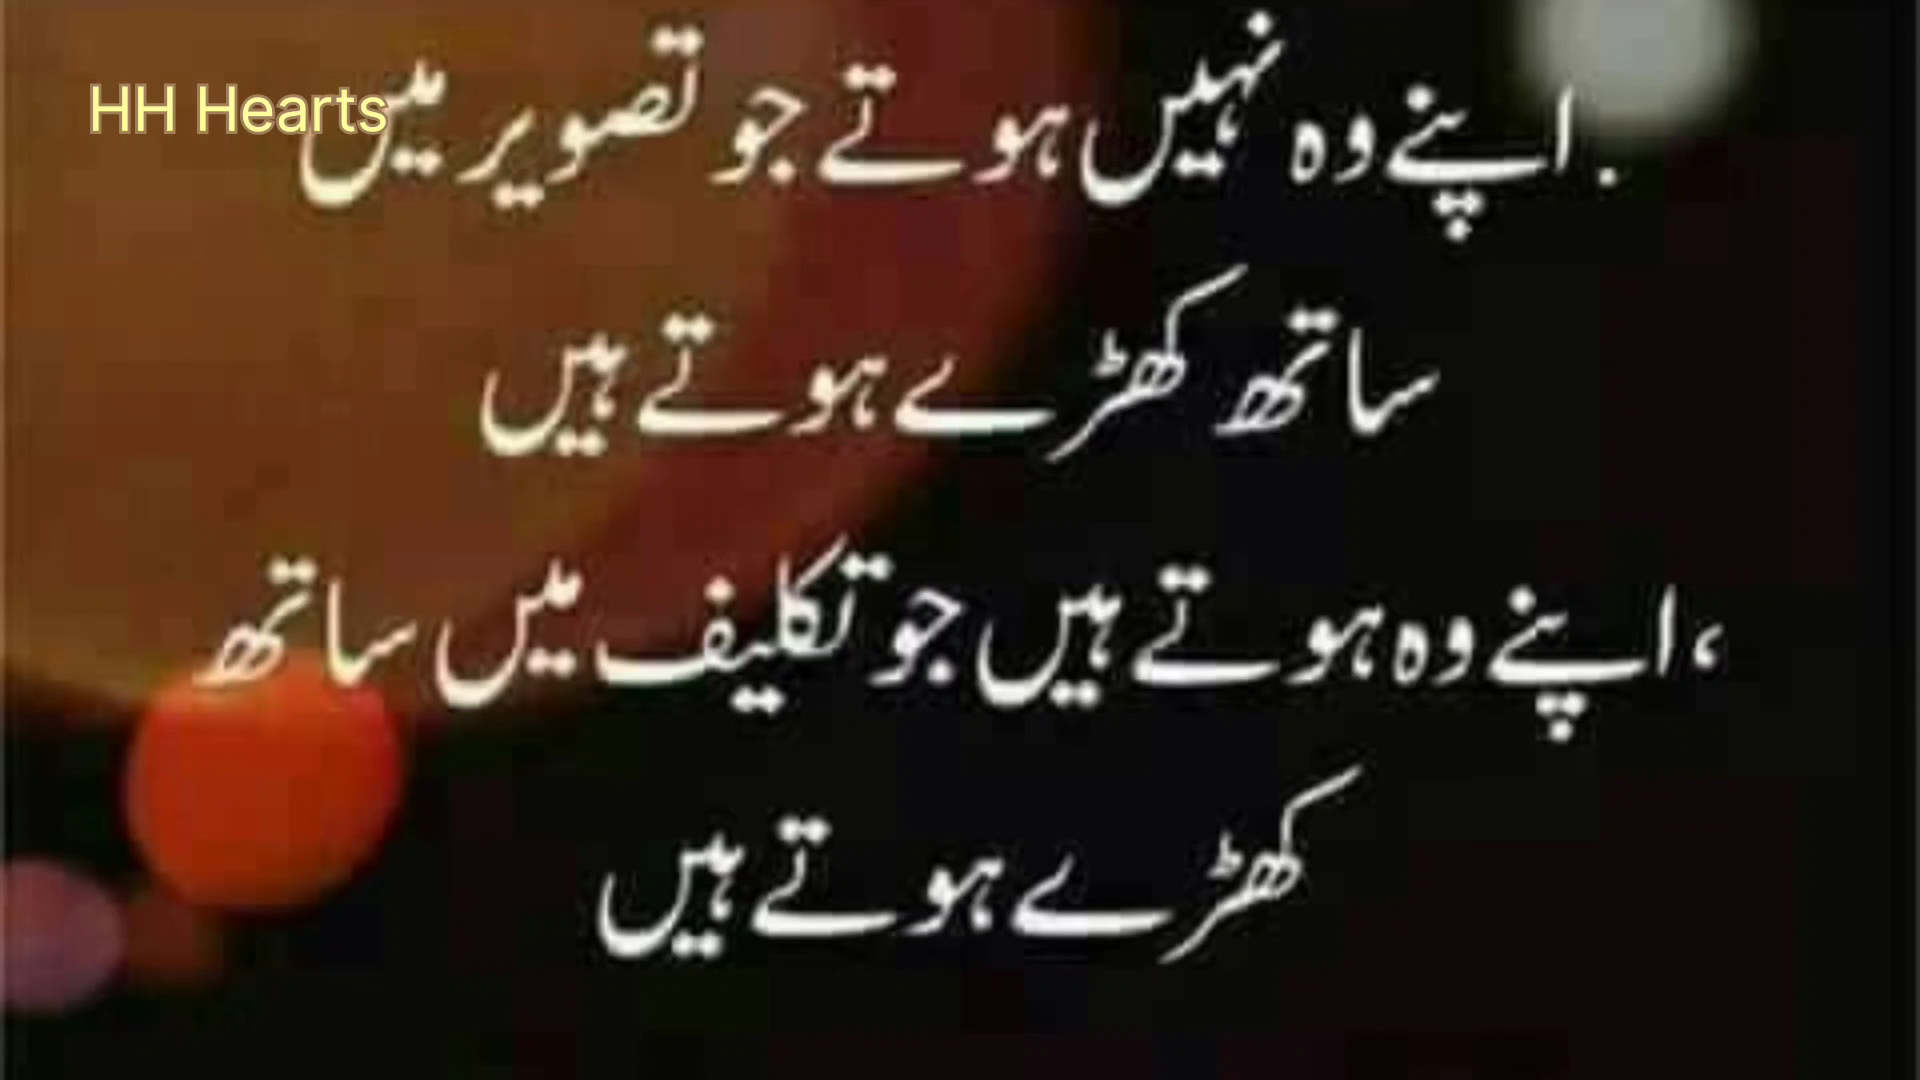 HH Hearts
. اپنے وہ نہیں ہوتے جو تصویر میں
ساتھ کھڑے ہوتے ہیں
،اپنے وہ ہوتے ہیں جو تکلیف میں ساتھ
کھڑے ہوتے ہیں